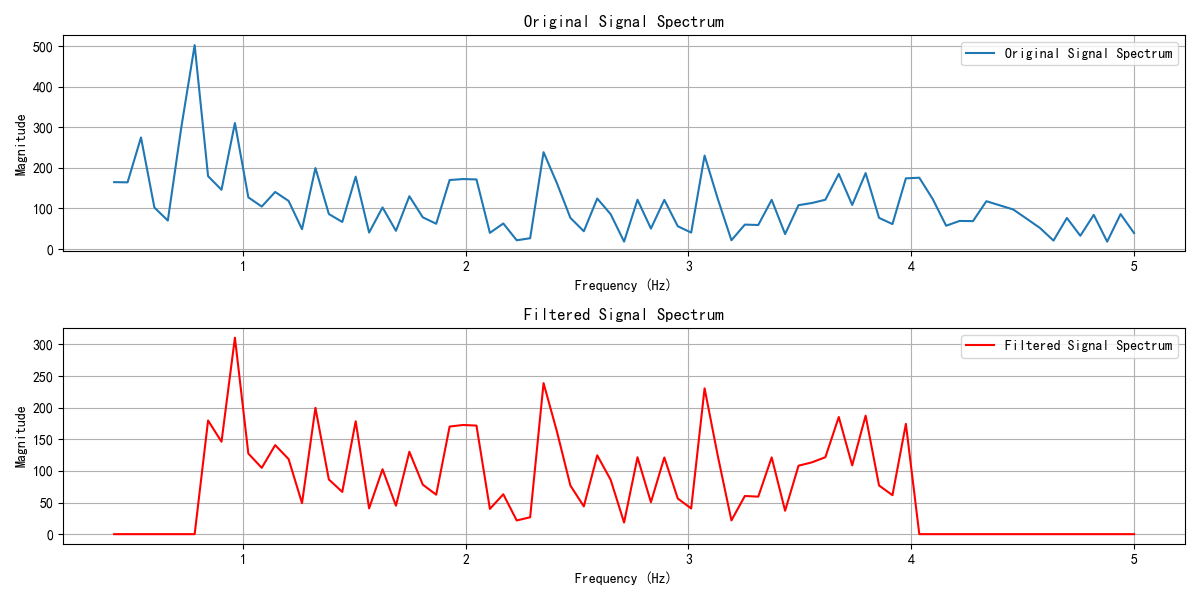 Original Signal Spectrum
Original Signal Spectrum
500
400
300
200
100
0
Magnitude
1 2 3 4 5
Frequency (Hz)
Filtered Signal Spectrum
Filtered Signal Spectrum
300
250
200
150
100
50
0
Magnitude
1 2 3 4 5
Frequency (Hz)